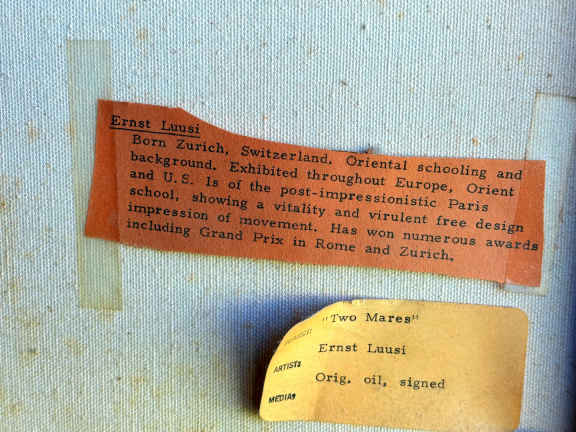 Ernst Luusi
Born Zurich, Switzerland. Oriental schooling and
background. Exhibited throughout Europe, Orient
and U.S. Is of the post-impressionistic Paris
school, showing a vitality and virulent free design
impression of movement. Has won numerous awards
including Grand Prix in Rome and Zurich.
"Two Mares"
ARTIST: Ernst Luusi
MEDIA: Orig. oil, signed